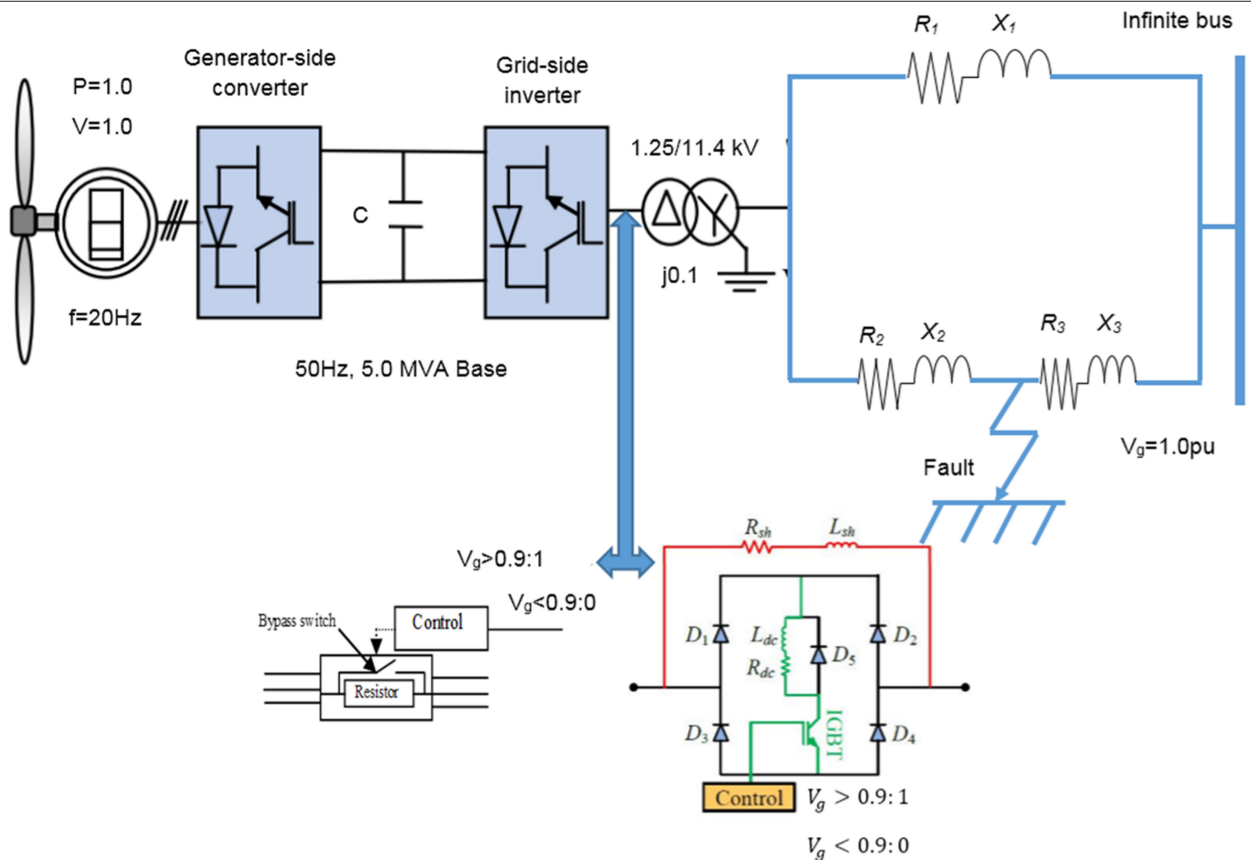 Infinite bus
R1
X1
Generator-side
converter
Grid-side
inverter
P=1.0
V=1.0
1.25/11.4 kV
C
j0.1
f=20Hz
50Hz, 5.0 MVA Base
R2
X2
R3
X3
Vg=1.0pu
Fault
Vg>0.9:1
Vg<0.9:0
Bypass switch
Control
Resistor
Rsh
Lsh
D1
D2
Ldc
Rdc
D5
D3
D4
IGBT
Control
Vg > 0.9: 1
Vg < 0.9: 0